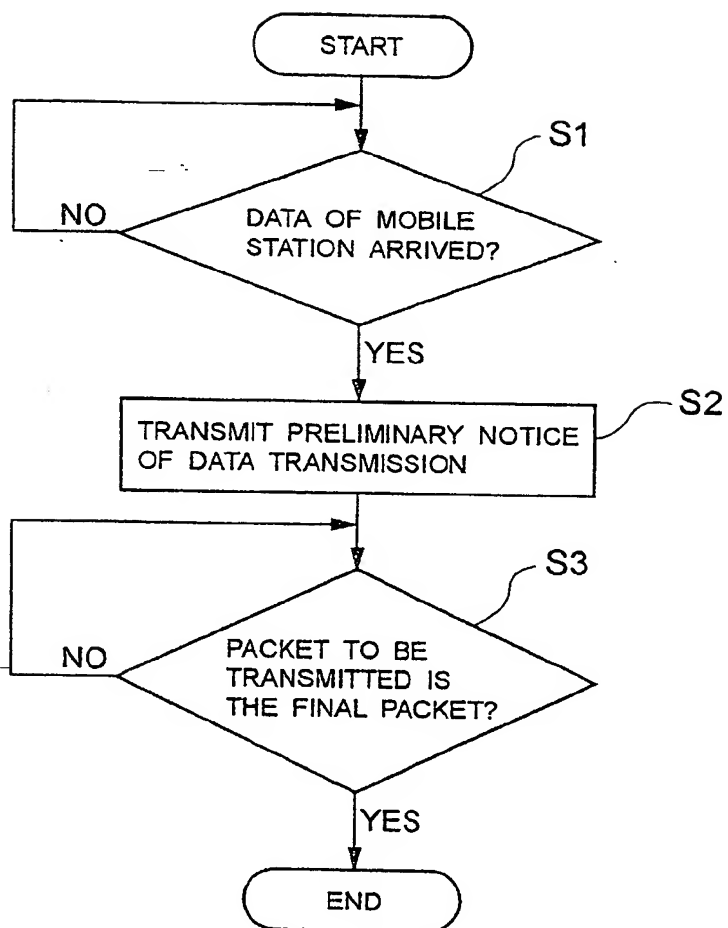 START
S1
DATA OF MOBILE
STATION ARRIVED?
NO
YES
S2
TRANSMIT PRELIMINARY NOTICE
OF DATA TRANSMISSION
S3
PACKET TO BE
TRANSMITTED IS
THE FINAL PACKET?
NO
YES
END